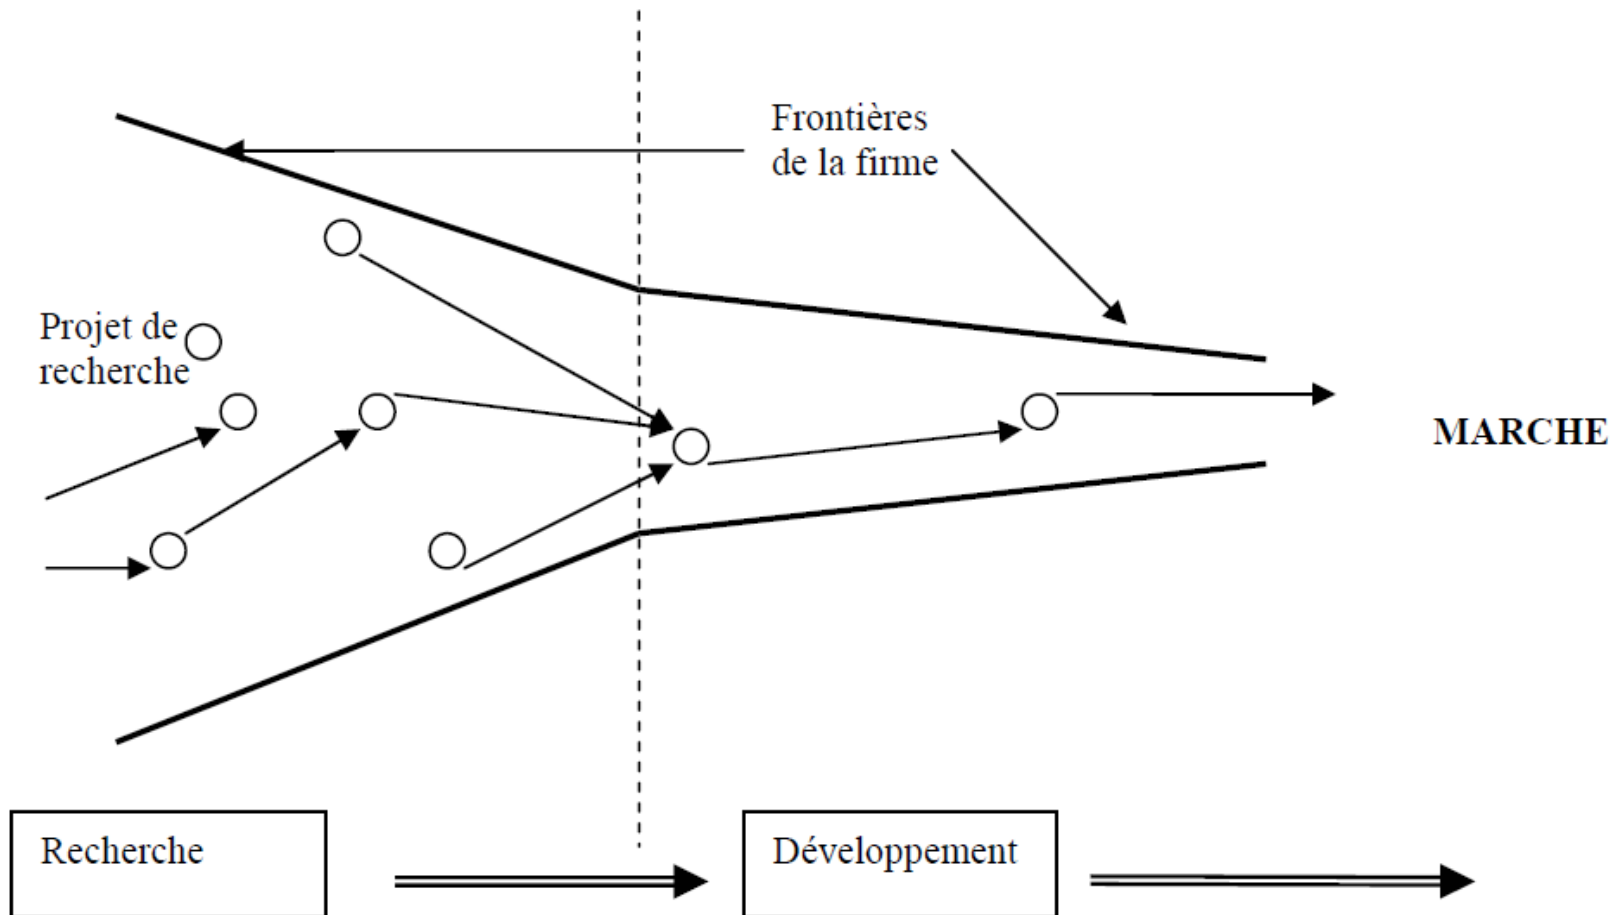 Frontières
de la firme
Projet de
recherche
MARCHE
Recherche
Développement